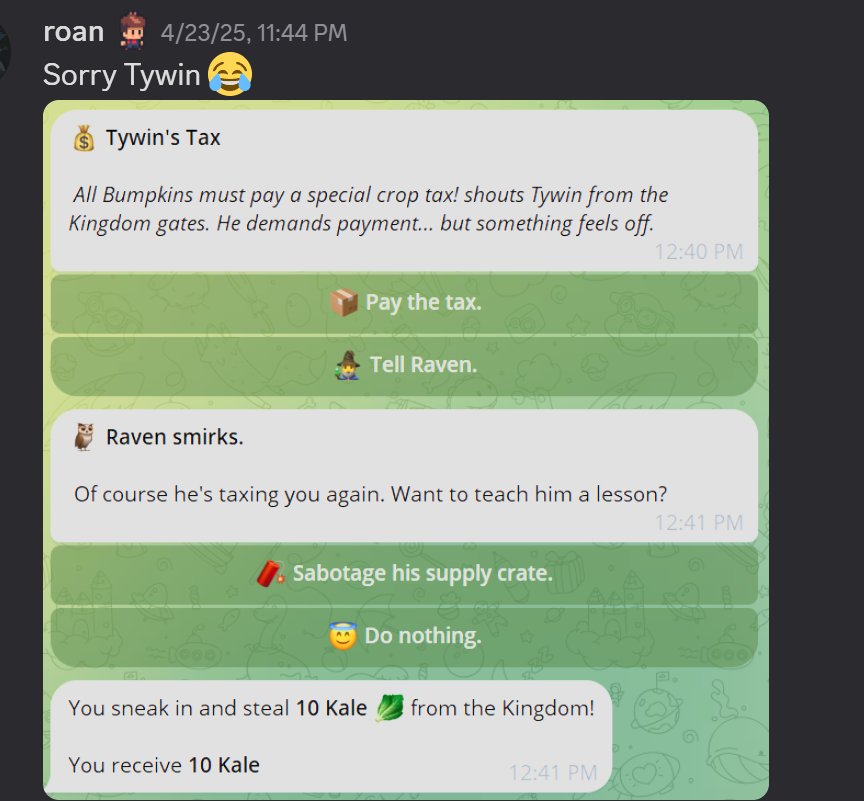 roan 4/23/25, 11:44 PM
Sorry Tywin 😂
💰 Tywin's Tax
All Bumpkins must pay a special crop tax! shouts Tywin from the
Kingdom gates. He demands payment... but something feels off.
12:40 PM
📦 Pay the tax.
🧙‍♂️ Tell Raven.
🦉 Raven smirks.
Of course he's taxing you again. Want to teach him a lesson?
12:41 PM
🧨 Sabotage his supply crate.
😇 Do nothing.
You sneak in and steal 10 Kale 🥬 from the Kingdom!
You receive 10 Kale
12:41 PM